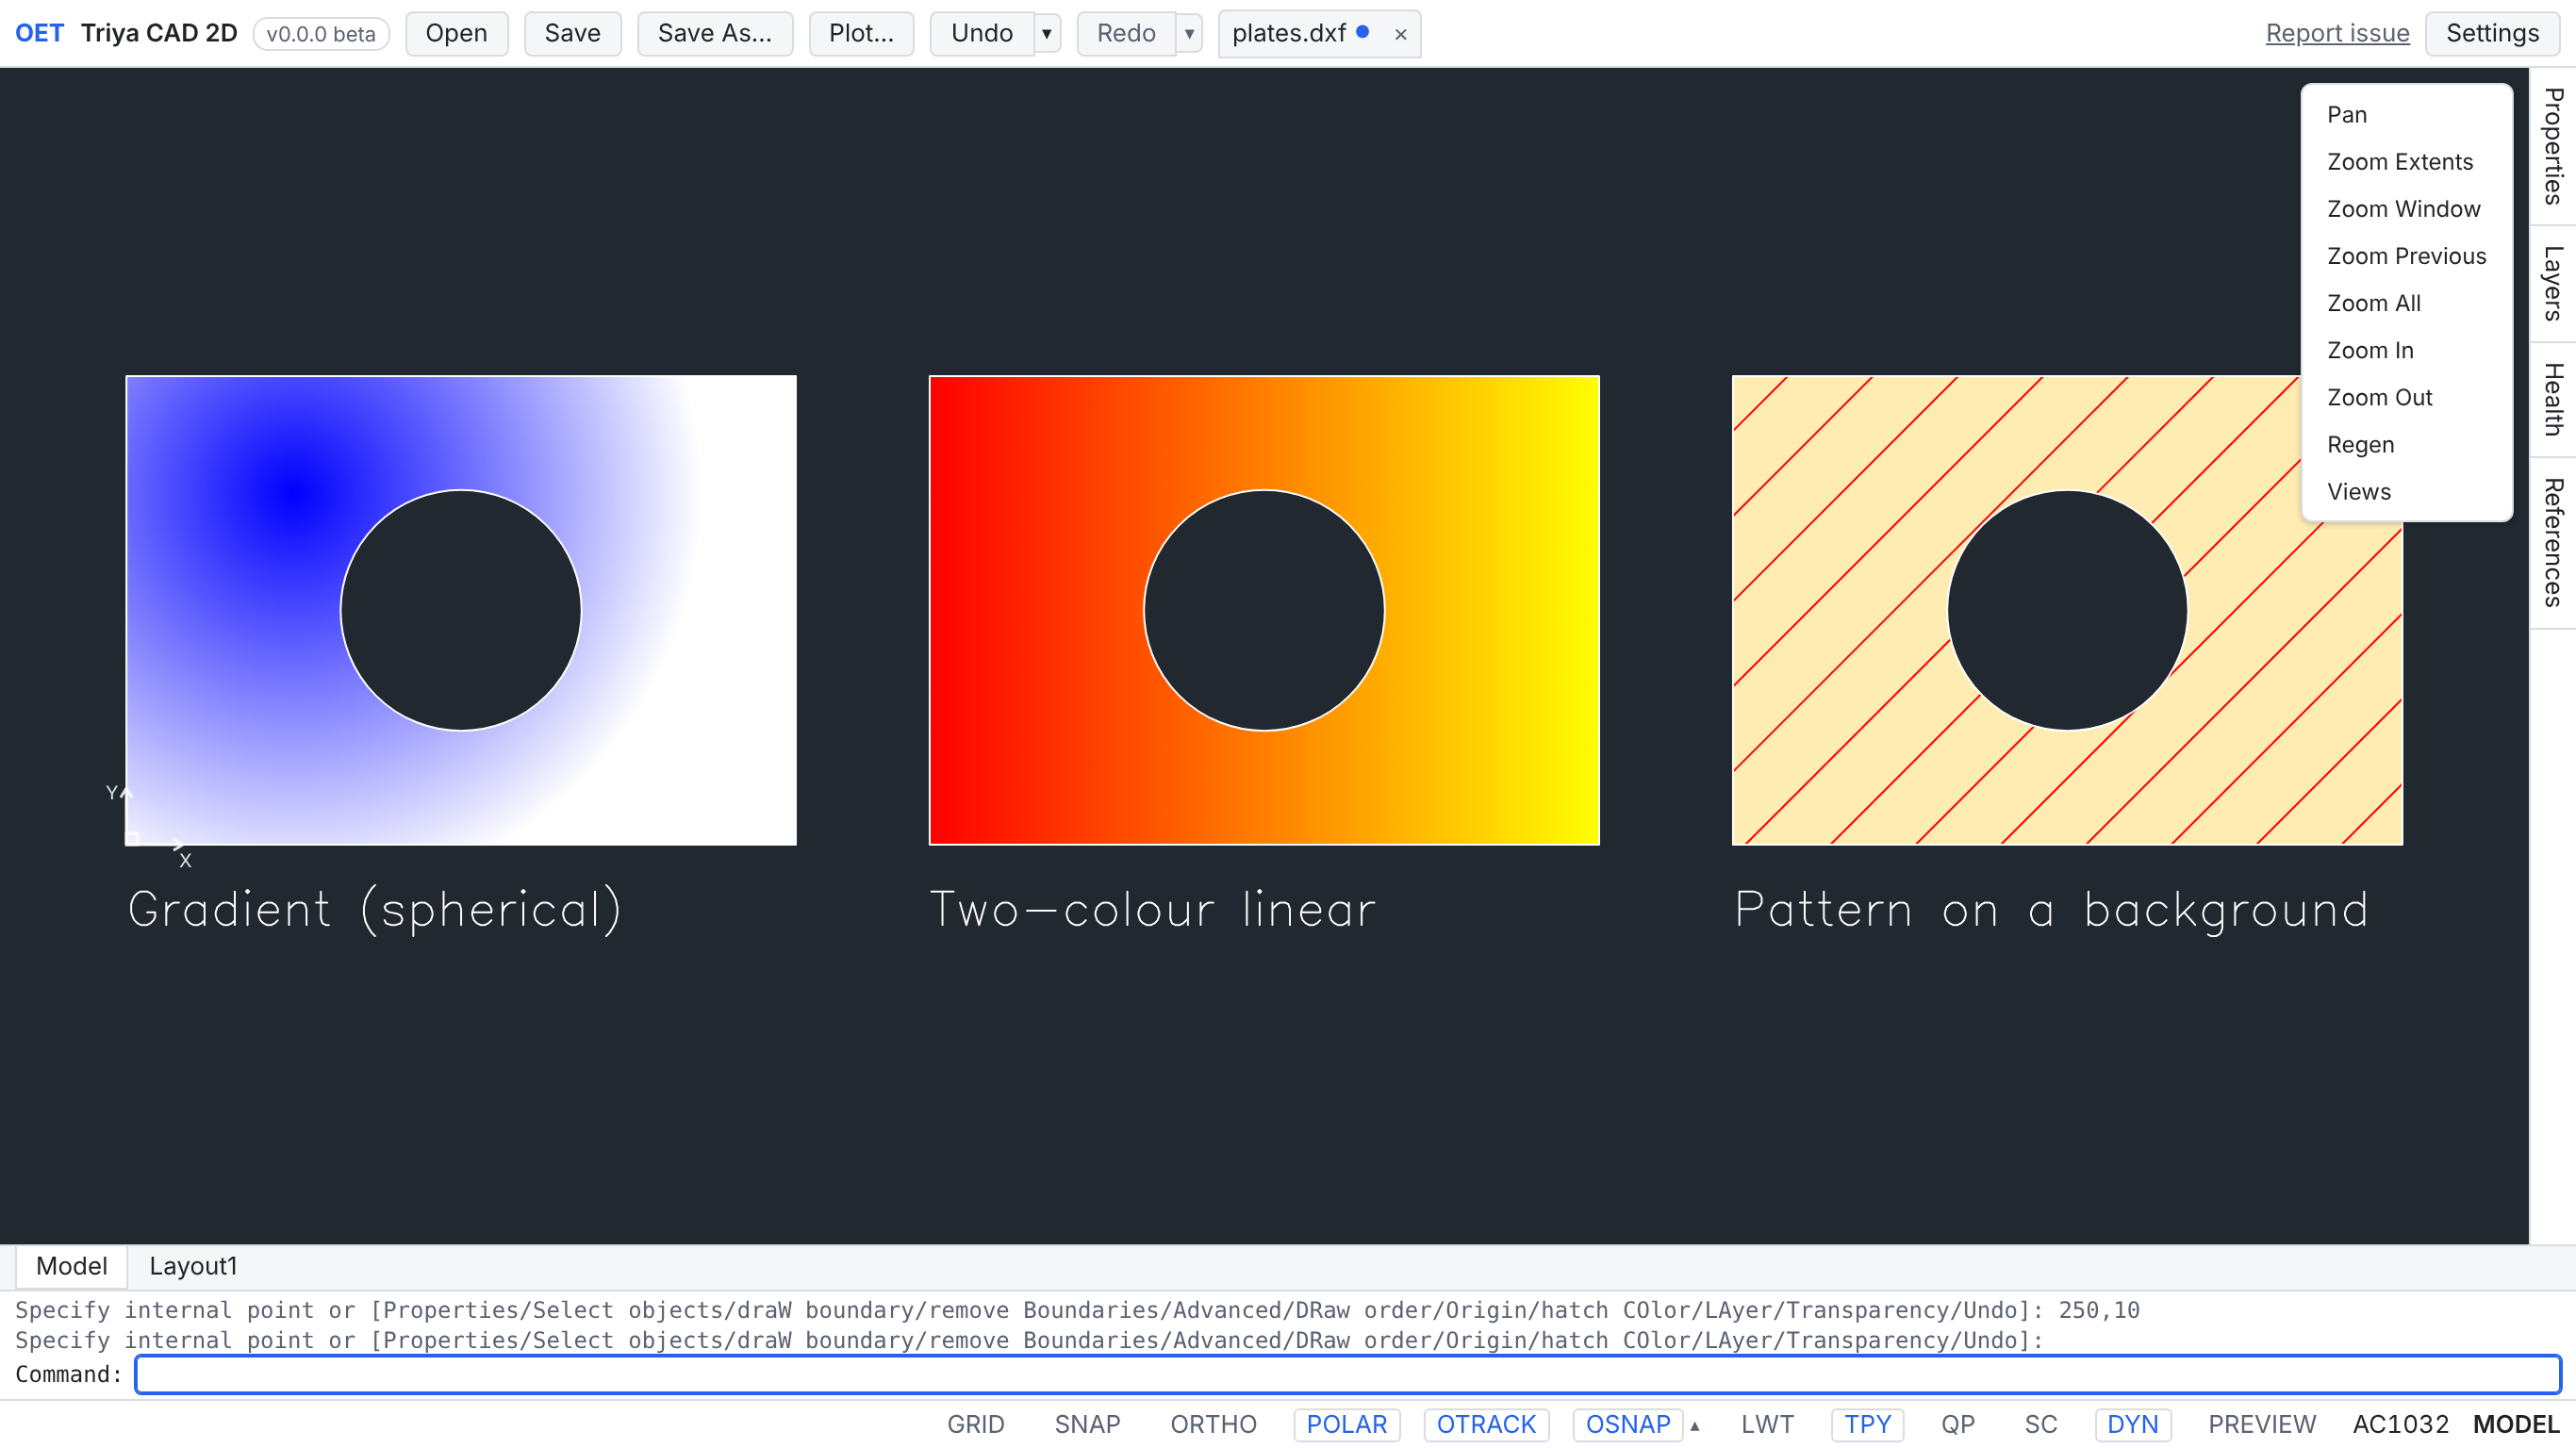 OET Triya CAD 2D v0.0.0 beta Open Save Save As... Plot... Undo ▼ Redo ▼ plates.dxf × Report issue Settings
Pan
Zoom Extents
Zoom Window
Zoom Previous
Zoom All
Zoom In
Zoom Out
Regen
Views
Properties
Layers
Health
References
Y
X
Gradient (spherical)
Two-colour linear
Pattern on a background
Model Layout1
Specify internal point or [Properties/Select objects/draW boundary/remove Boundaries/Advanced/DRaw order/Origin/hatch COlor/LAyer/Transparency/Undo]: 250,10
Specify internal point or [Properties/Select objects/draW boundary/remove Boundaries/Advanced/DRaw order/Origin/hatch COlor/LAyer/Transparency/Undo]:
Command:
GRID SNAP ORTHO POLAR OTRACK OSNAP ▲ LWT TPY QP SC DYN PREVIEW AC1032 MODEL